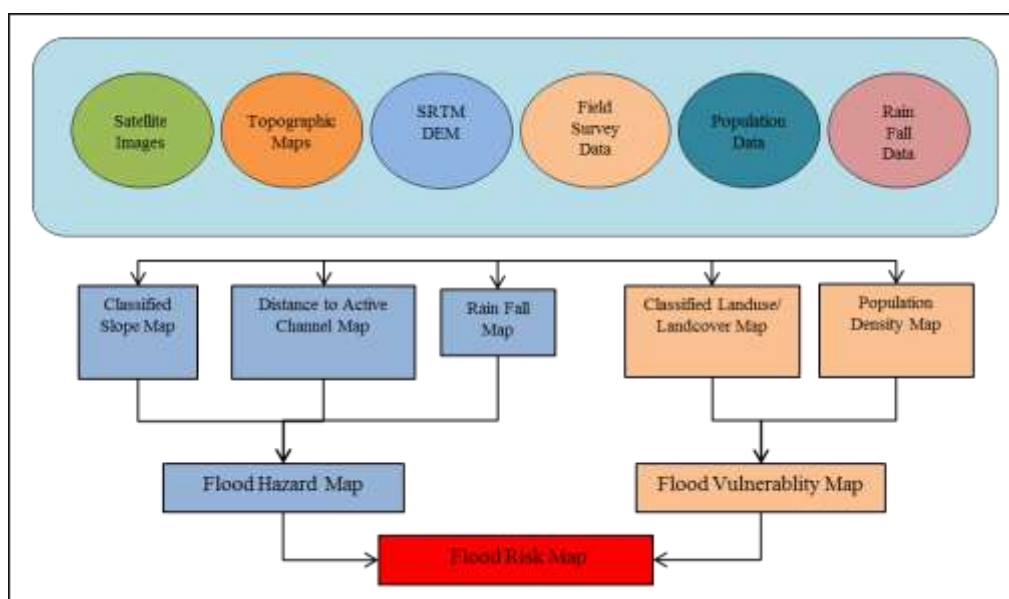 Satellite
Images
Topographic
Maps
SRTM
DEM
Field
Survey
Data
Population
Data
Rain
Fall
Data
Classified
Slope Map
Distance to Active
Channel Map
Rain Fall
Map
Classified Landuse/
Landcover Map
Population
Density Map
Flood Hazard Map
Flood Vulnerablity Map
Flood Risk Map